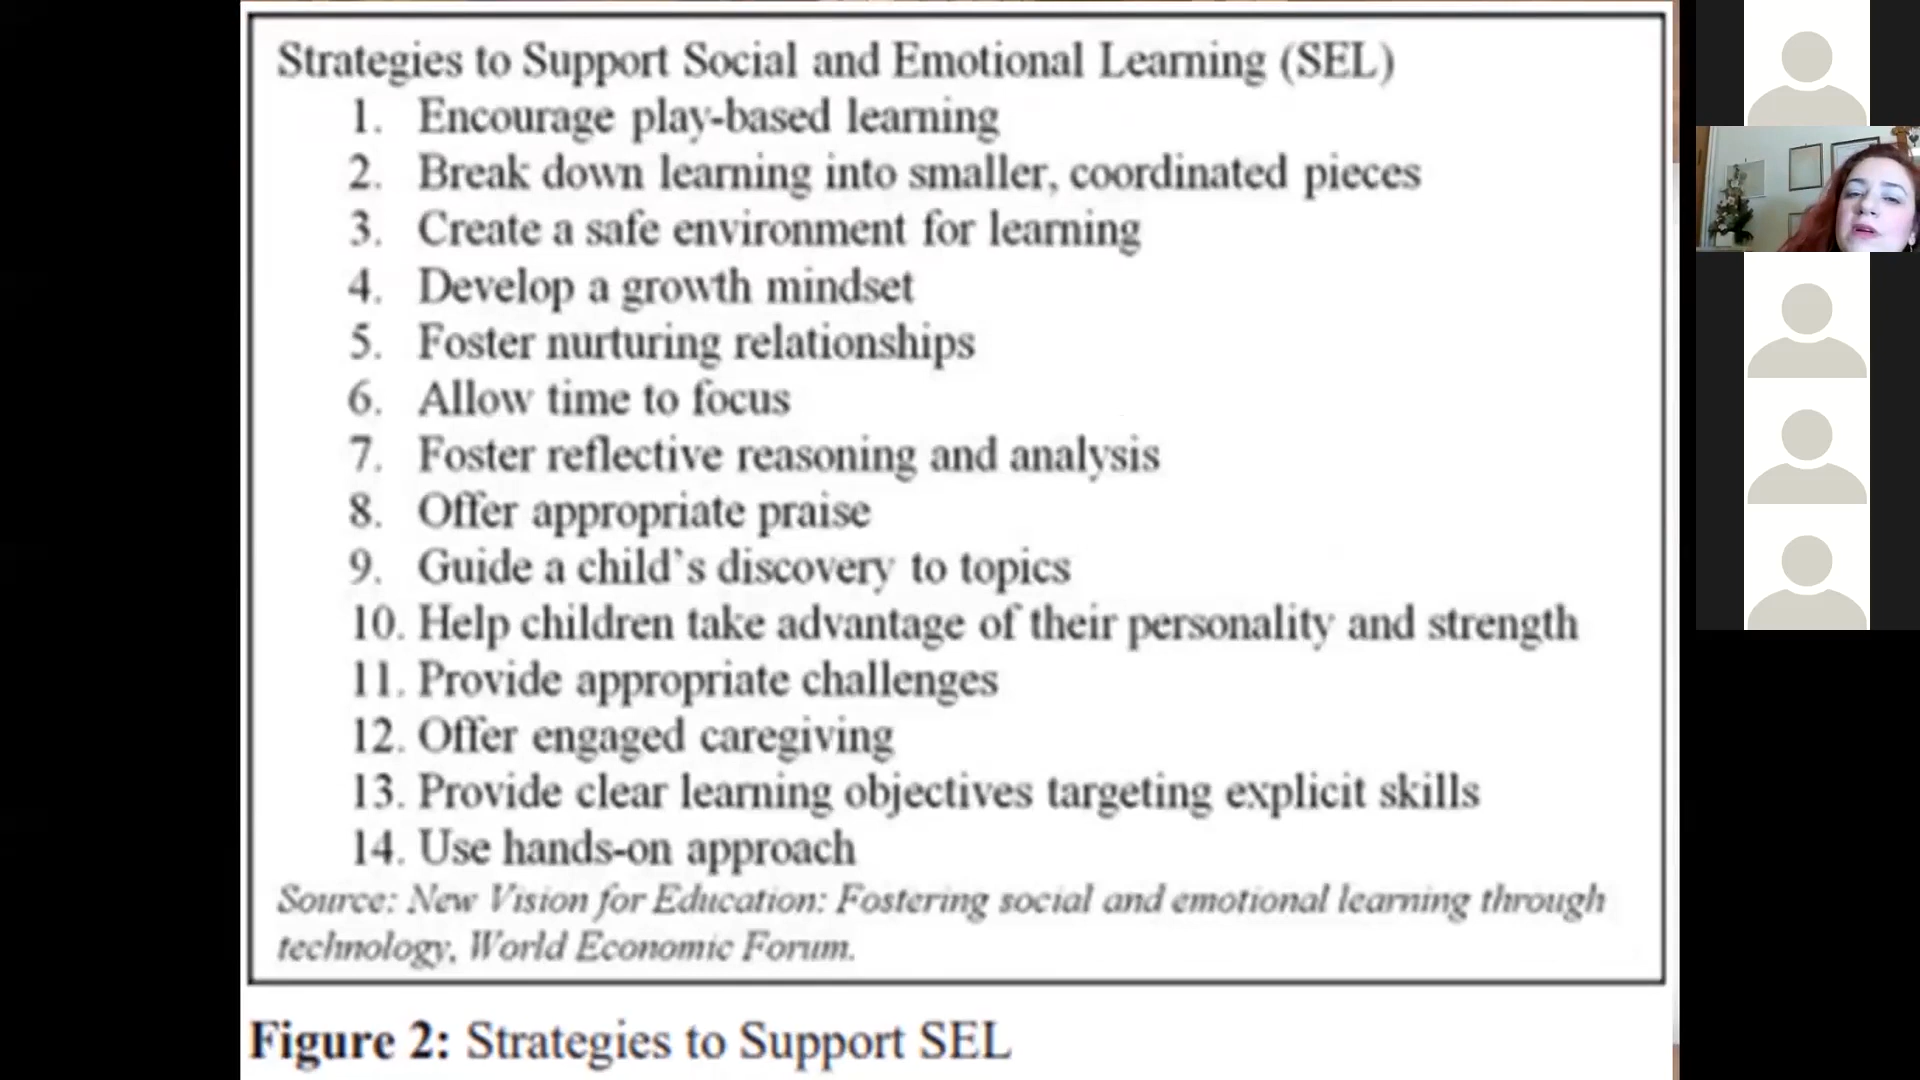 Strategies to Support Social and Emotional Learning (SEL)
1. Encourage play-based learning
2. Break down learning into smaller, coordinated pieces
3. Create a safe environment for learning
4. Develop a growth mindset
5. Foster nurturing relationships
6. Allow time to focus
7. Foster reflective reasoning and analysis
8. Offer appropriate praise
9. Guide a child's discovery to topics
10. Help children take advantage of their personality and strength
11. Provide appropriate challenges
12. Offer engaged caregiving
13. Provide clear learning objectives targeting explicit skills
14. Use hands-on approach
Source: New Vision for Education: Fostering social and emotional learning through
technology, World Economic Forum.
Figure 2: Strategies to Support SEL